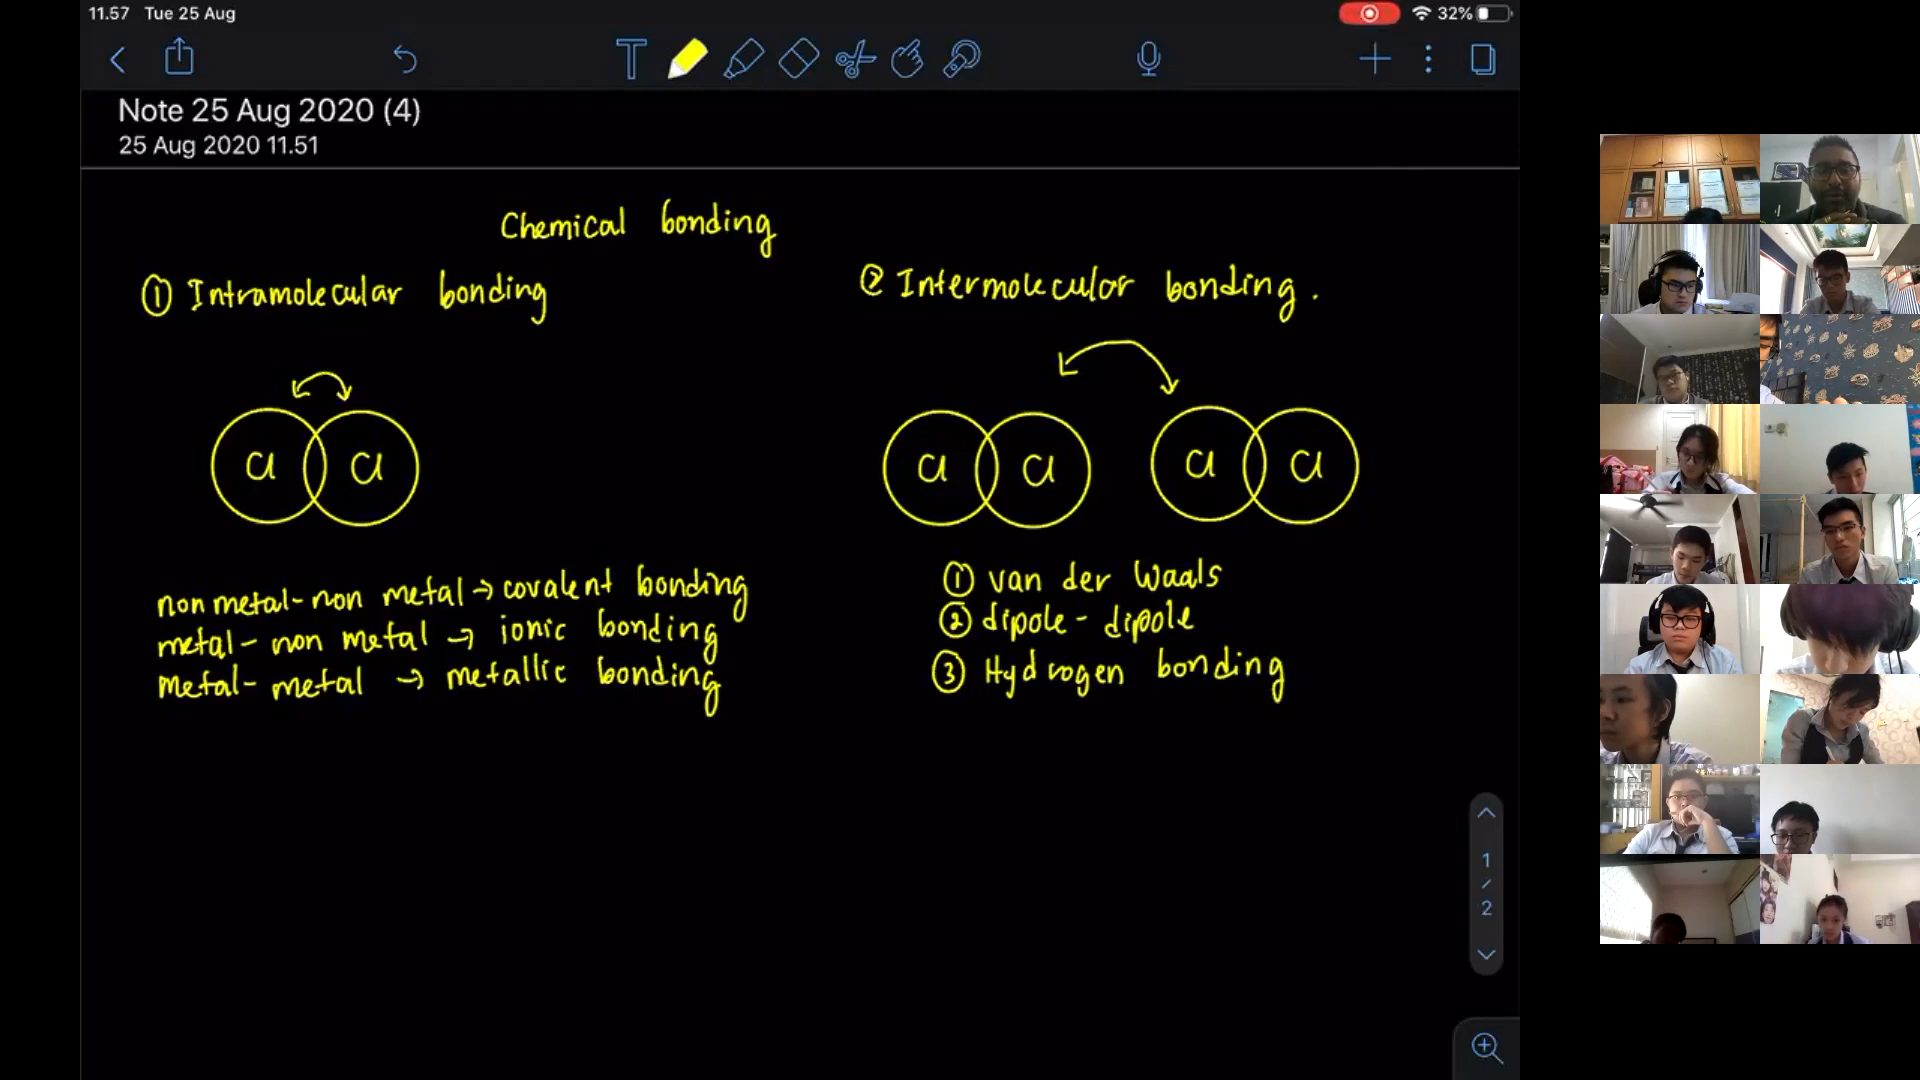 11.57 Tue 25 Aug
32%
Note 25 Aug 2020 (4)
25 Aug 2020 11.51
Chemical bonding
① Intramolecular bonding
② Intermolecular bonding.
Cl Cl
Cl Cl Cl Cl
non metal - non metal → covalent bonding
metal - non metal → ionic bonding
metal - metal → metallic bonding
① van der Waals
② dipole - dipole
③ Hydrogen bonding
1
/
2